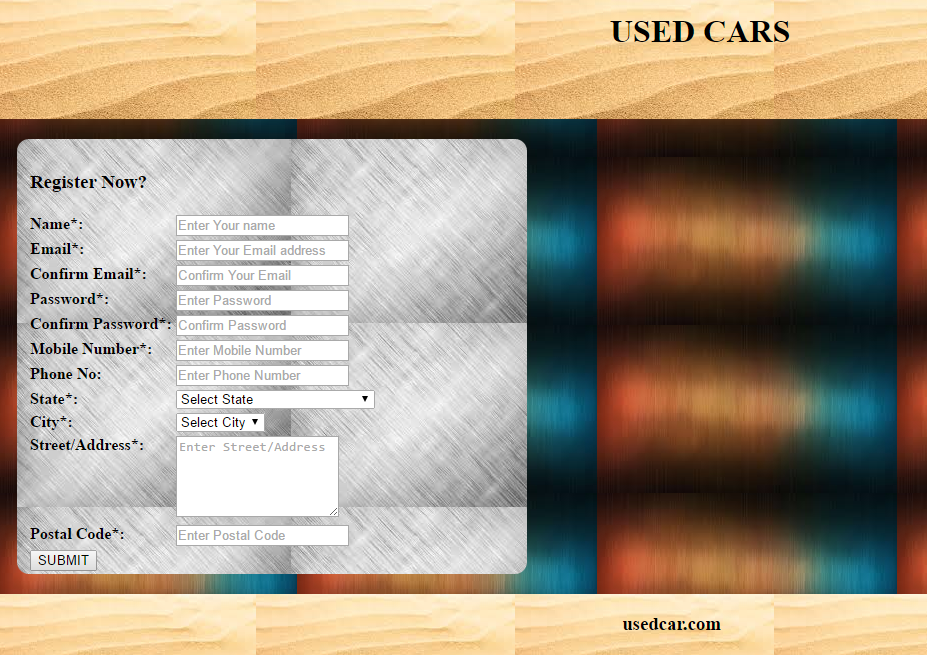 USED CARS
Register Now?
Name*: Enter Your name
Email*: Enter Your Email address
Confirm Email*: Confirm Your Email
Password*: Enter Password
Confirm Password*: Confirm Password
Mobile Number*: Enter Mobile Number
Phone No: Enter Phone Number
State*: Select State
City*: Select City
Street/Address*: Enter Street/Address
Postal Code*: Enter Postal Code
SUBMIT
usedcar.com